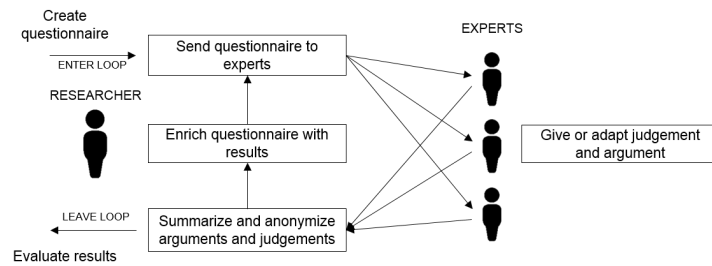 Create
questionnaire
ENTER LOOP
Send questionnaire to
experts
EXPERTS
RESEARCHER
Enrich questionnaire with
results
Give or adapt judgement
and argument
LEAVE LOOP
Summarize and anonymize
arguments and judgements
Evaluate results